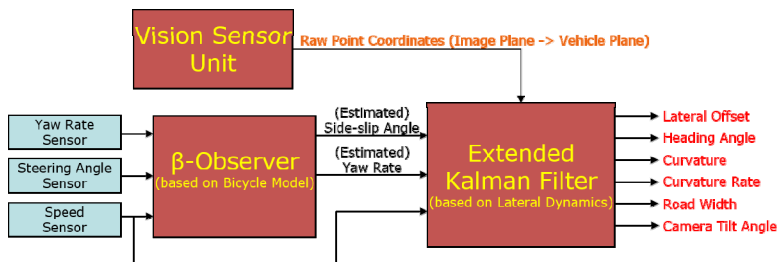 Vision Sensor
Unit
Raw Point Coordinates (Image Plane -> Vehicle Plane)
Yaw Rate
Sensor
Steering Angle
Sensor
Speed
Sensor
β-Observer
(based on Bicycle Model)
(Estimated)
Side-slip Angle
(Estimated)
Yaw Rate
Extended
Kalman Filter
(based on Lateral Dynamics)
Lateral Offset
Heading Angle
Curvature
Curvature Rate
Road Width
Camera Tilt Angle